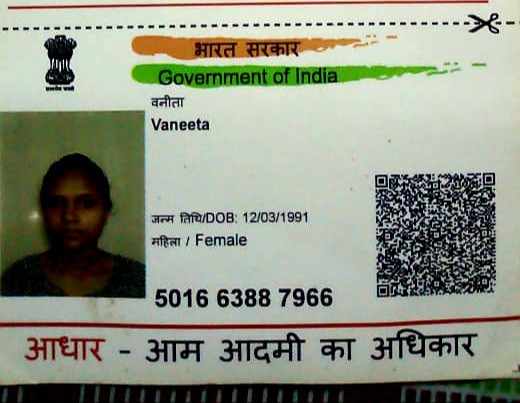 भारत सरकार
Government of India
वनीता
Vaneeta
जन्म तिथि/DOB: 12/03/1991
महिला / Female
5016 6388 7966
आधार - आम आदमी का अधिकार